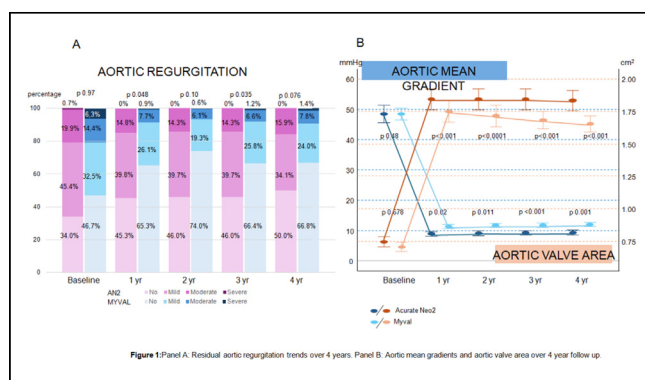 A
AORTIC REGURGITATION
percentage
p 0.97 p 0.048 p 0.10 p 0.035 p 0.076
0.7% 0% 0.9% 0% 0.6% 0% 1.2% 0% 1.4%
100
80
60
40
20
0
19.9% 6.3% 14.8% 7.7% 14.3% 6.1% 14.3% 6.6% 15.9% 7.8%
14.4%
45.4% 32,5% 39.8% 26.1% 39.7% 19.3% 39.7% 25.8% 34.1% 24.0%
34.0% 46.7% 45.3% 65.3% 46.0% 74.0% 46.0% 66.4% 50.0% 66.8%
Baseline 1 yr 2 yr 3 yr 4 yr
AN2 No Mild Moderate Severe
MYVAL No Mild Moderate Severe
B
AORTIC MEAN
GRADIENT
mmHg
cm²
60
50
40
30
20
10
0
2.00
1.75
1.50
1.25
1.00
0.75
p 0.48 p <0.001 p <0.0001 p <0.001 p <0.001
p 0.678 p 0.02 p 0.011 p <0.001 p 0.001
AORTIC VALVE AREA
Baseline 1 yr 2 yr 3 yr 4 yr
Acurate Neo2
Myval
Figure 1:Panel A: Residual aortic regurgitation trends over 4 years. Panel B: Aortic mean gradients and aortic valve area over 4 year follow up.